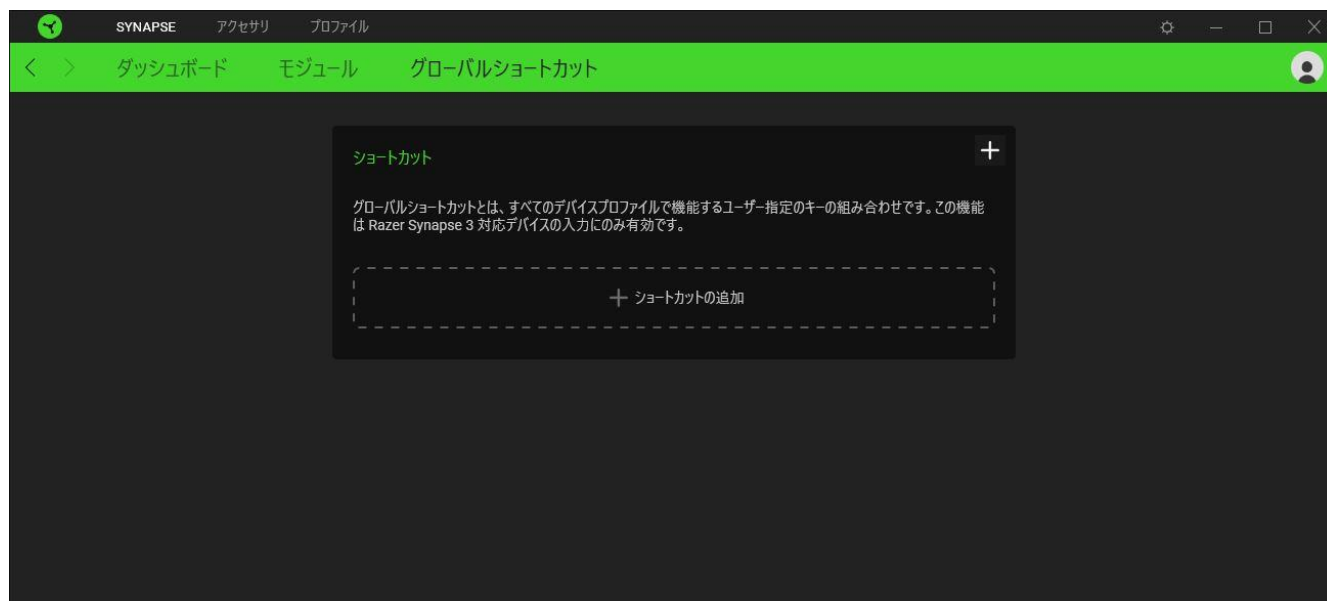 SYNAPSE アクセサリ プロファイル
ダッシュボード モジュール グローバルショートカット
ショートカット
グローバルショートカットとは、すべてのデバイスプロファイルで機能するユーザー指定のキーの組み合わせです。この機能
は Razer Synapse 3 対応デバイスの入力にのみ有効です。
ショートカットの追加